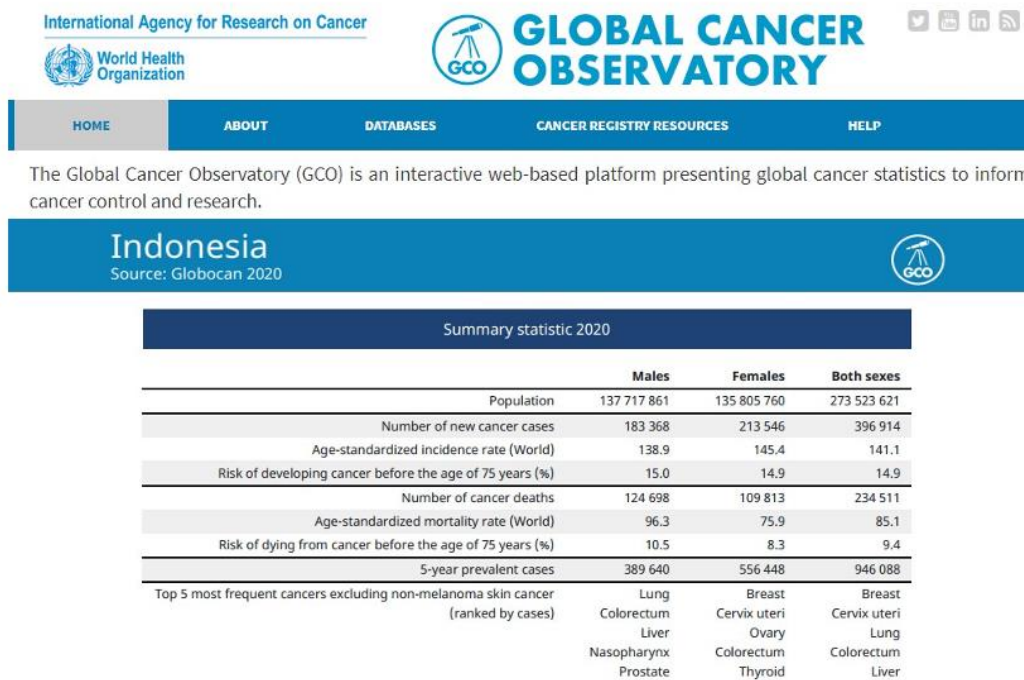 International Agency for Research on Cancer
World Health
Organization
GCO
GLOBAL CANCER
OBSERVATORY
You
in
HOME ABOUT DATABASES CANCER REGISTRY RESOURCES HELP
The Global Cancer Observatory (GCO) is an interactive web-based platform presenting global cancer statistics to inform
cancer control and research.
Indonesia
Source: Globocan 2020
GCO
Summary statistic 2020
Males Females Both sexes
Population 137 717 861 135 805 760 273 523 621
Number of new cancer cases 183 368 213 546 396 914
Age-standardized incidence rate (World) 138.9 145.4 141.1
Risk of developing cancer before the age of 75 years (%) 15.0 14.9 14.9
Number of cancer deaths 124 698 109 813 234 511
Age-standardized mortality rate (World) 96.3 75.9 85.1
Risk of dying from cancer before the age of 75 years (%) 10.5 8.3 9.4
5-year prevalent cases 389 640 556 448 946 088
Top 5 most frequent cancers excluding non-melanoma skin cancer Lung Breast Breast
(ranked by cases) Colorectum Cervix uteri Cervix uteri
Liver Ovary Lung
Nasopharynx Colorectum Colorectum
Prostate Thyroid Liver